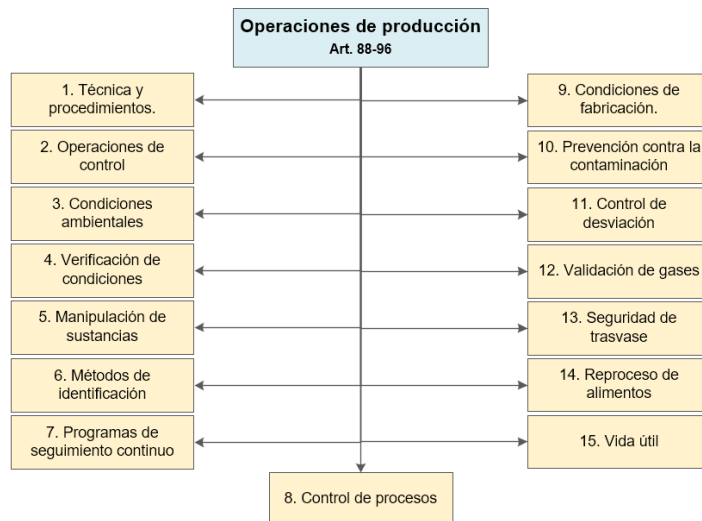 Operaciones de producción
Art. 88-96
1. Técnica y
procedimientos.
2. Operaciones de
control
3. Condiciones
ambientales
4. Verificación de
condiciones
5. Manipulación de
sustancias
6. Métodos de
identificación
7. Programas de
seguimiento continuo
8. Control de procesos
9. Condiciones de
fabricación.
10. Prevención contra la
contaminación
11. Control de
desviación
12. Validación de gases
13. Seguridad de
trasvase
14. Reproceso de
alimentos
15. Vida útil